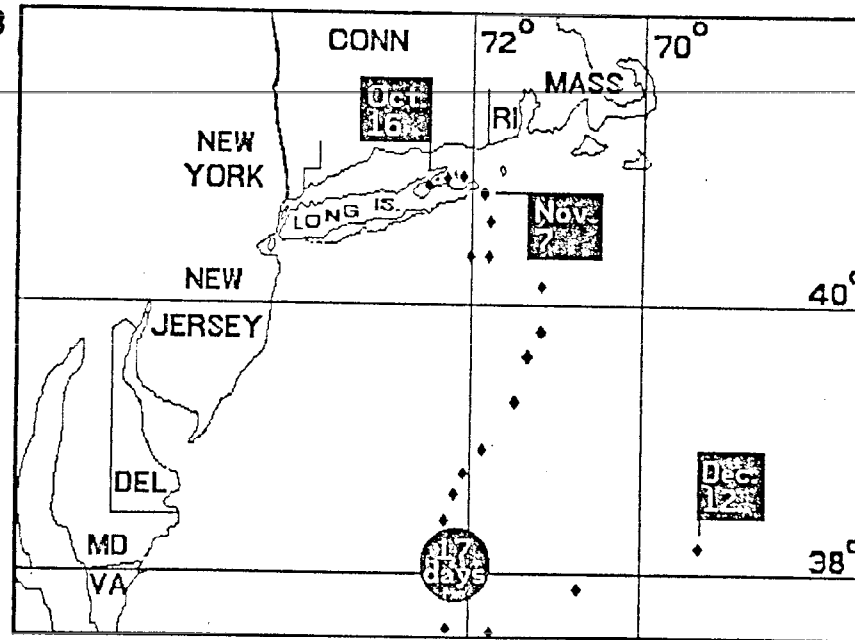 CONN
72°
70°
MASS
Oct
16
RI
NEW
YORK
LONG IS.
Nov
7
NEW
JERSEY
40°
DEL
Dec
12
MD
VA
17
days
38°